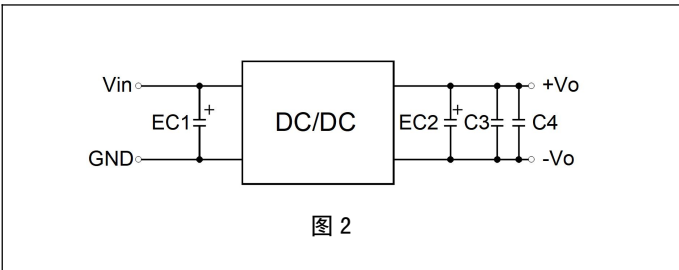 Vin
+Vo
EC1
+
DC/DC
EC2
+
C3
C4
GND
-Vo
图 2